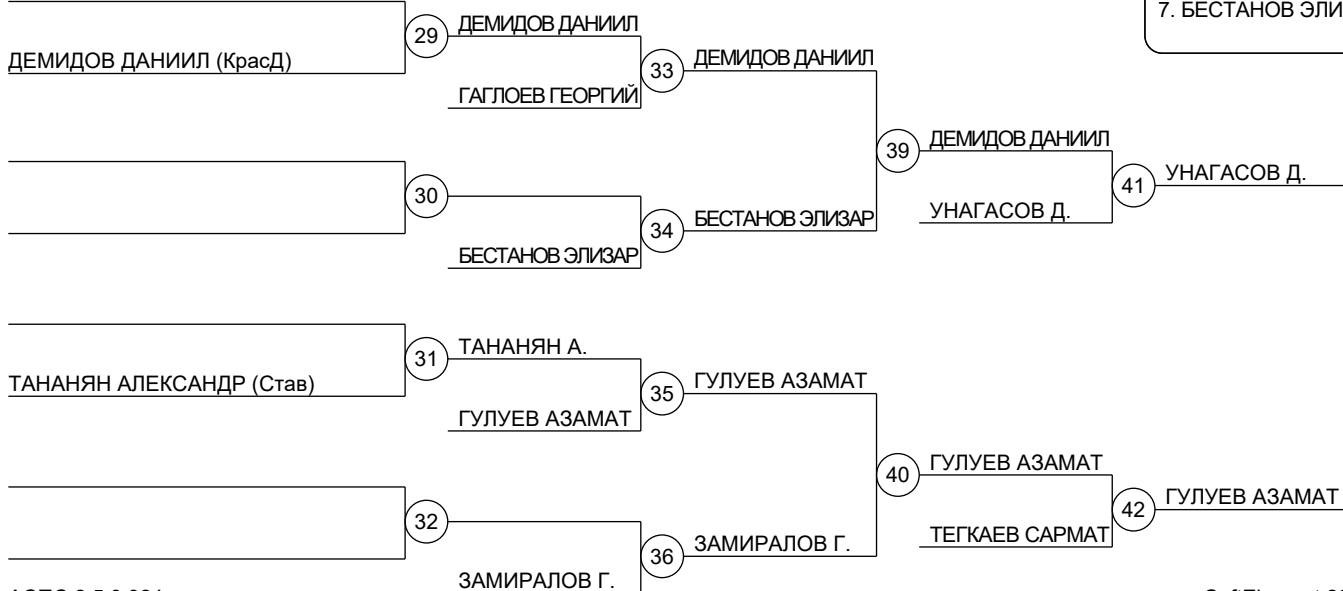 7. БЕСТАНОВ ЭЛИ
29
ДЕМИДОВ ДАНИИЛ
ДЕМИДОВ ДАНИИЛ (КрасД)
33
ДЕМИДОВ ДАНИИЛ
ГАГЛОЕВ ГЕОРГИЙ
39
ДЕМИДОВ ДАНИИЛ
41
УНАГАСОВ Д.
30
УНАГАСОВ Д.
34
БЕСТАНОВ ЭЛИЗАР
БЕСТАНОВ ЭЛИЗАР
31
ТАНАНЯН А.
ТАНАНЯН АЛЕКСАНДР (Став)
35
ГУЛУЕВ АЗАМАТ
ГУЛУЕВ АЗАМАТ
40
ГУЛУЕВ АЗАМАТ
42
ГУЛУЕВ АЗАМАТ
32
ТЕГКАЕВ САРМАТ
36
ЗАМИРАЛОВ Г.
ЗАМИРАЛОВ Г.